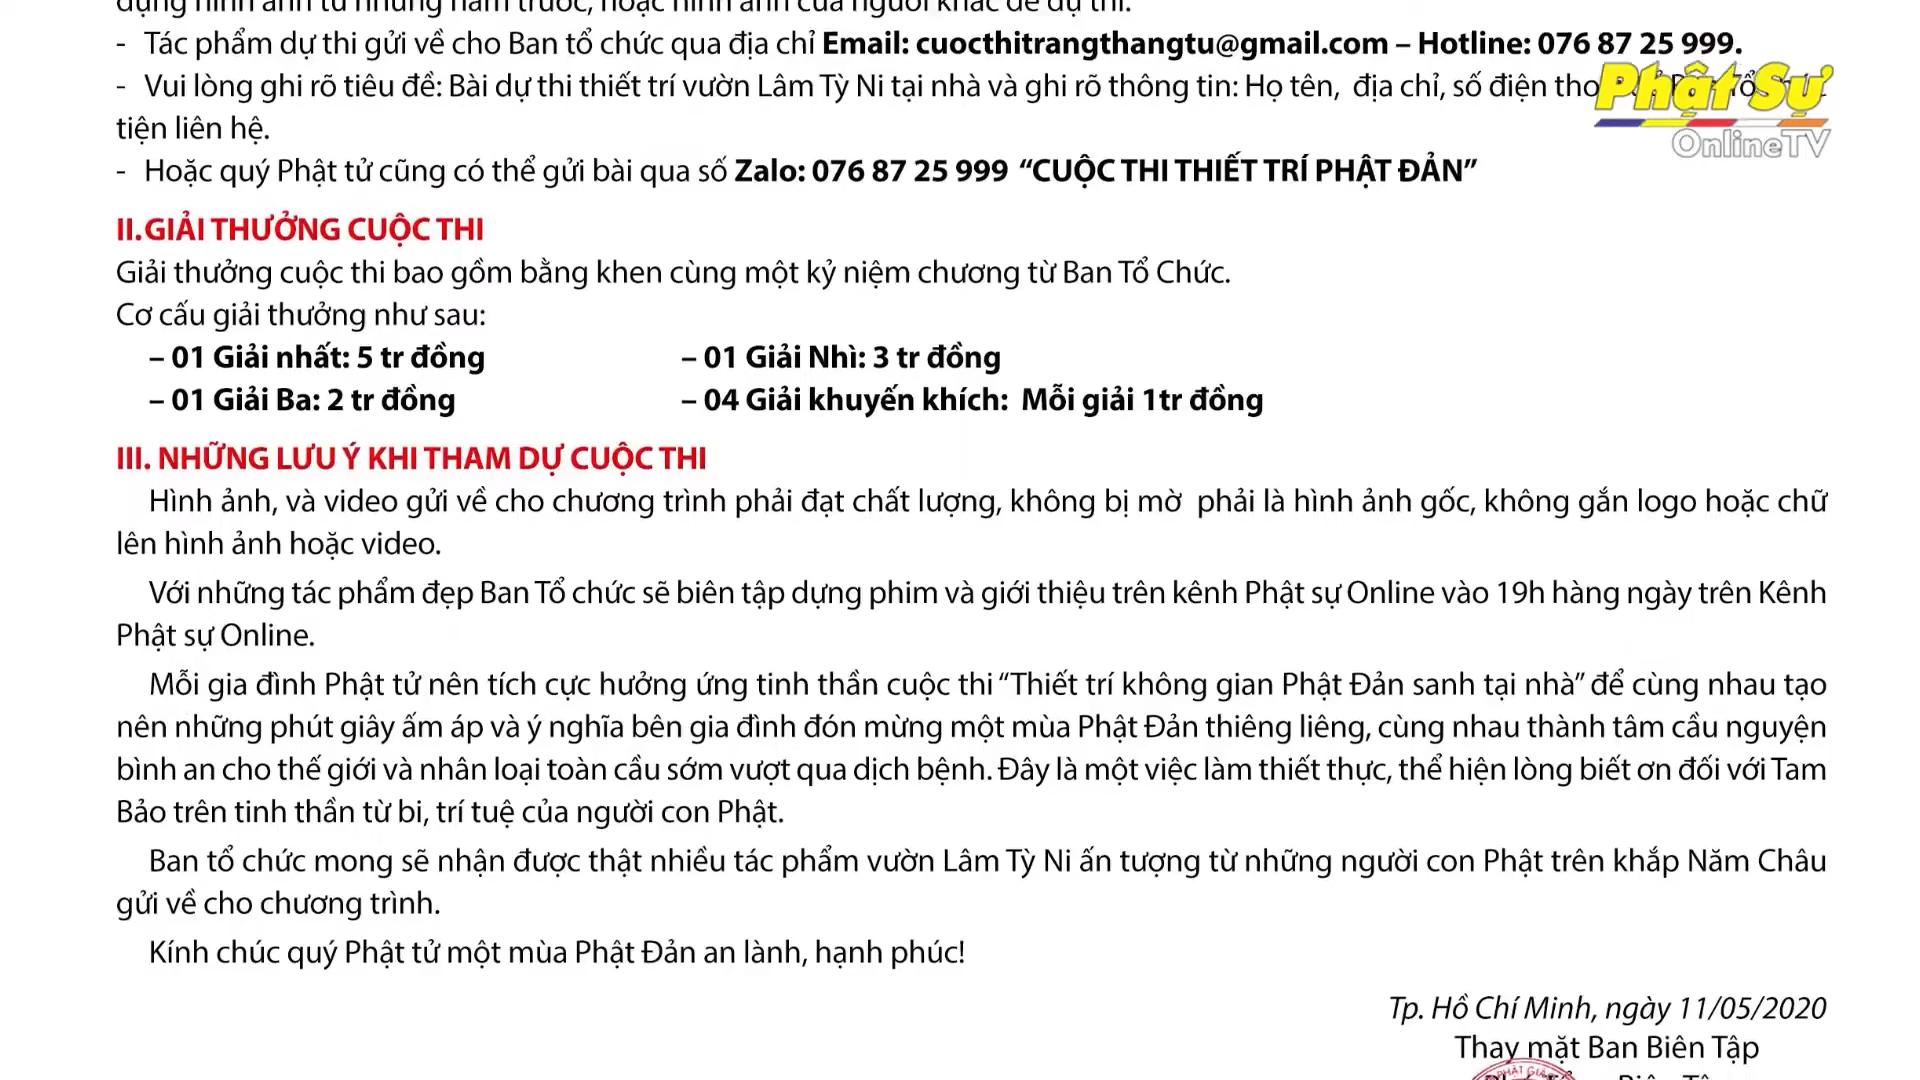 dụng hình ảnh từ những năm trước, hoặc hình ảnh của người khác để dự thi.
- Tác phẩm dự thi gửi về cho Ban tổ chức qua địa chỉ Email: cuocthitrangthangtu@gmail.com – Hotline: 076 87 25 999.
- Vui lòng ghi rõ tiêu đề: Bài dự thi thiết trí vườn Lâm Tỳ Ni tại nhà và ghi rõ thông tin: Họ tên, địa chỉ, số điện
tiện liên hệ.
Phật Sự
OnlineTV
- Hoặc quý Phật tử cũng có thể gửi bài qua số Zalo: 076 87 25 999 “CUỘC THI THIẾT TRÍ PHẬT ĐẢN”
II.GIẢI THƯỞNG CUỘC THI
Giải thưởng cuộc thi bao gồm bằng khen cùng một kỷ niệm chương từ Ban Tổ Chức.
Cơ cấu giải thưởng như sau:
– 01 Giải nhất: 5 tr đồng – 01 Giải Nhì: 3 tr đồng
– 01 Giải Ba: 2 tr đồng – 04 Giải khuyến khích: Mỗi giải 1tr đồng
III. NHỮNG LƯU Ý KHI THAM DỰ CUỘC THI
Hình ảnh, và video gửi về cho chương trình phải đạt chất lượng, không bị mờ phải là hình ảnh gốc, không gắn logo hoặc chữ
lên hình ảnh hoặc video.
Với những tác phẩm đẹp Ban Tổ chức sẽ biên tập dựng phim và giới thiệu trên kênh Phật sự Online vào 19h hàng ngày trên Kênh
Phật sự Online.
Mỗi gia đình Phật tử nên tích cực hưởng ứng tinh thần cuộc thi “Thiết trí không gian Phật Đản sanh tại nhà” để cùng nhau tạo
nên những phút giây ấm áp và ý nghĩa bên gia đình đón mừng một mùa Phật Đản thiêng liêng, cùng nhau thành tâm cầu nguyện
bình an cho thế giới và nhân loại toàn cầu sớm vượt qua dịch bệnh. Đây là một việc làm thiết thực, thể hiện lòng biết ơn đối với Tam
Bảo trên tinh thần từ bi, trí tuệ của người con Phật.
Ban tổ chức mong sẽ nhận được thật nhiều tác phẩm vườn Lâm Tỳ Ni ấn tượng từ những người con Phật trên khắp Năm Châu
gửi về cho chương trình.
Kính chúc quý Phật tử một mùa Phật Đản an lành, hạnh phúc!
Tp. Hồ Chí Minh, ngày 11/05/2020
Thay mặt Ban Biên Tập